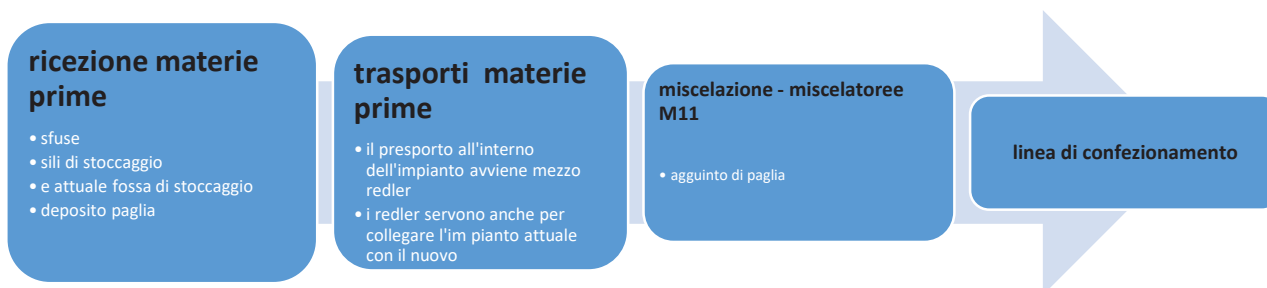 ricezione materie
prime
• sfuse
• sili di stoccaggio
• e attuale fossa di stoccaggio
• deposito paglia
trasporti materie
prime
• il presporto all'interno
dell'impianto avviene mezzo
redler
• i redler servono anche per
collegare l'im pianto attuale
con il nuovo
miscelazione - miscelatoree
M11
• agguinto di paglia
linea di confezionamento